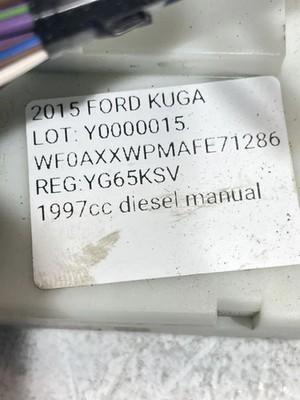 2015 FORD KUGA
LOT: Y0000015.
WF0AXXWPMAFE71286
REG:YG65KSV
1997cc diesel manual